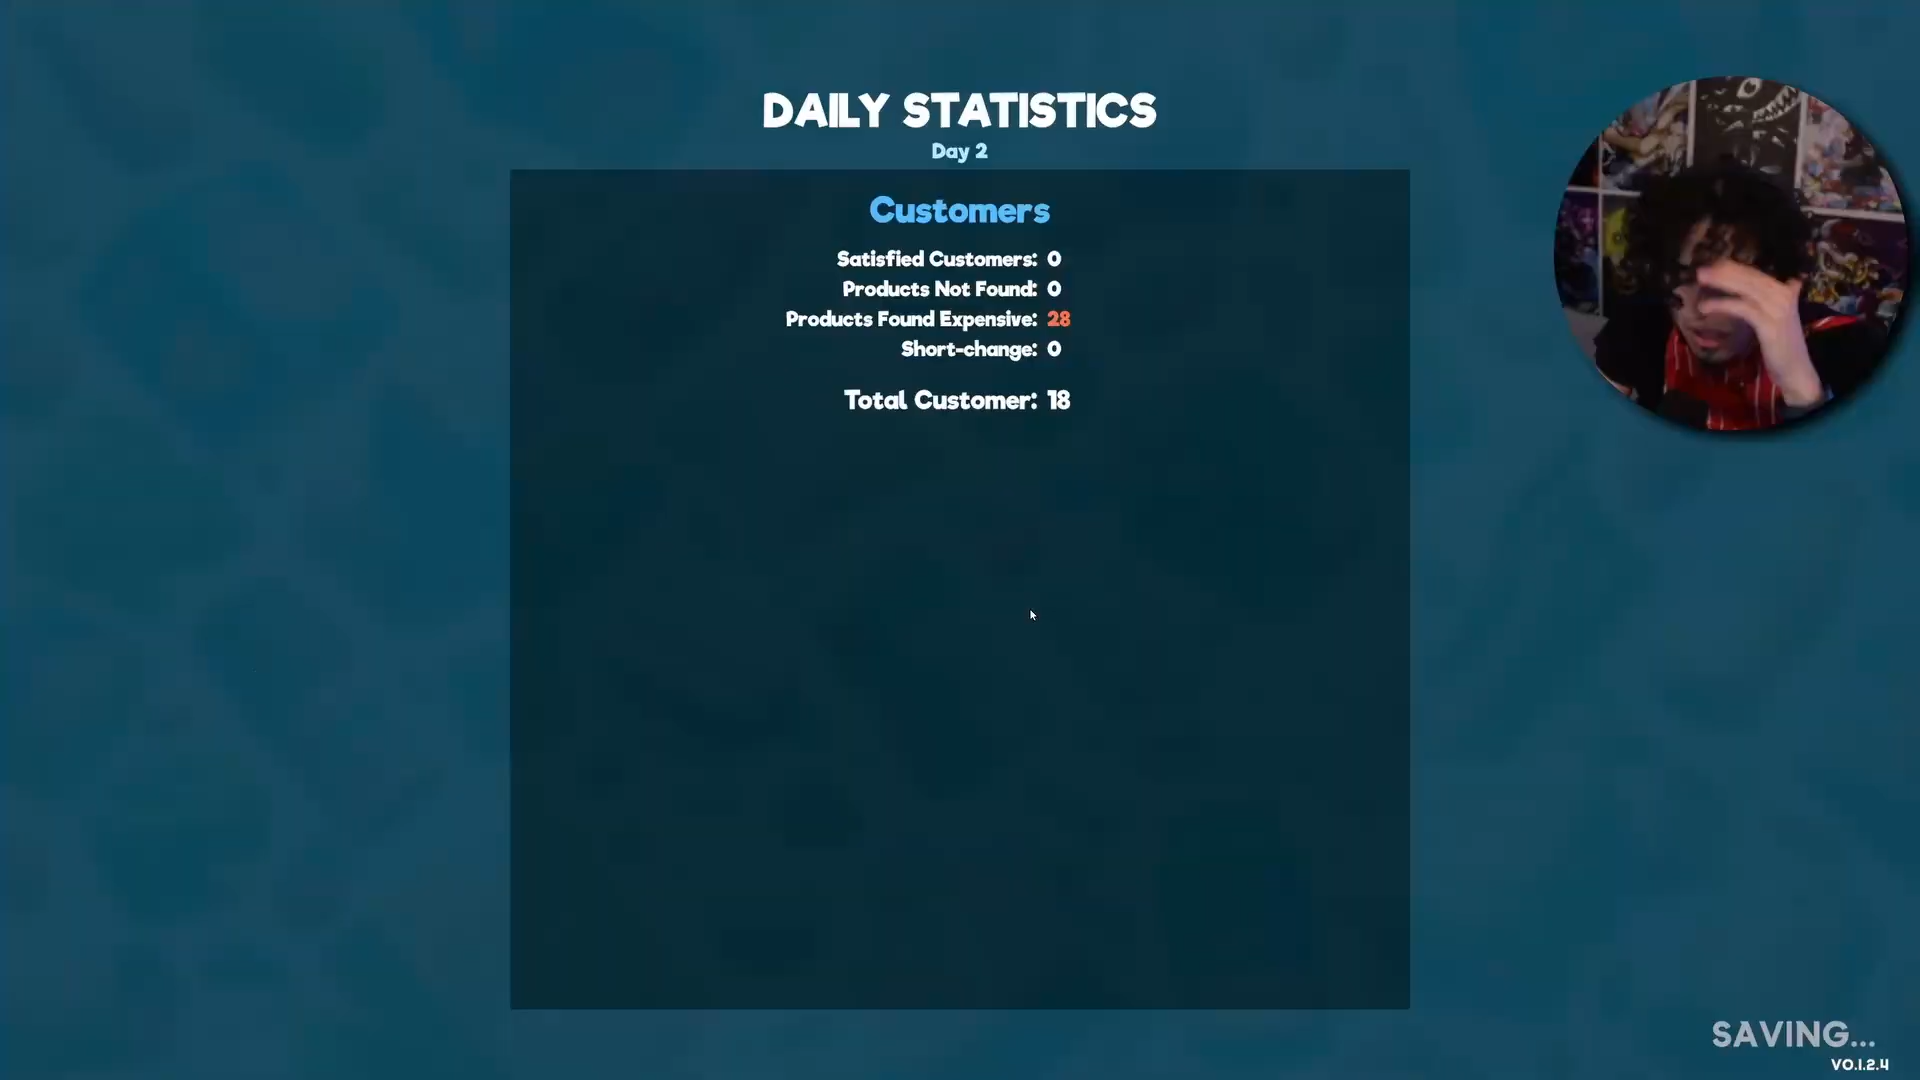 DAILY STATISTICS
Day 2
Customers
Satisfied Customers: 0
Products Not Found: 0
Products Found Expensive: 28
Short-change: 0
Total Customer: 18
SAVING...
V0.1.2.4